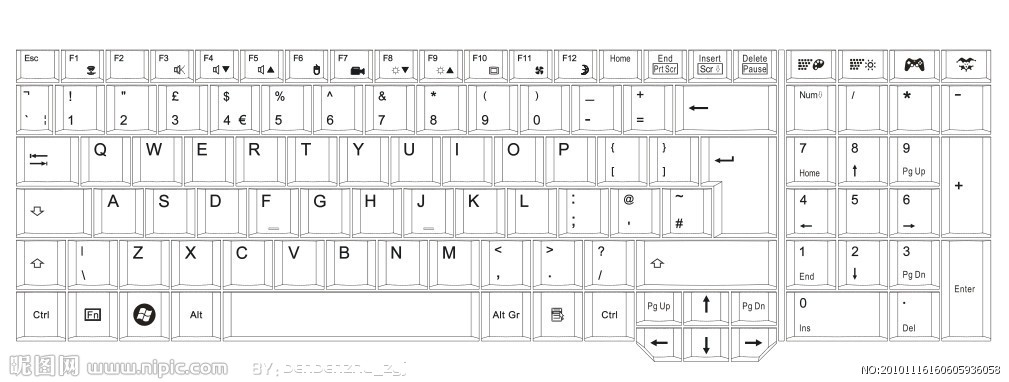 Esc F1 F2 F3 F4 F5 F6 F7 F8 F9 F10 F11 F12 Home End Insert Delete
Prt Scr Scr Pause
¬ ! " £ $ % ^ & * ( ) _ + Num / * -
` ¦ 1 2 3 4 € 5 6 7 8 9 0 - =
Q W E R T Y U I O P { } 7 8 9
[ ] Home Pg Up
+
A S D F G H J K L : @ ~ 4 5 6
; ' #
| Z X C V B N M < > ? 1 2 3
\ , . / End Pg Dn
Enter
Ctrl Fn Alt Alt Gr Ctrl Pg Up Pg Dn 0 .
Ins Del
昵图网 www.nipic.com BY: NO:20101116160605936058